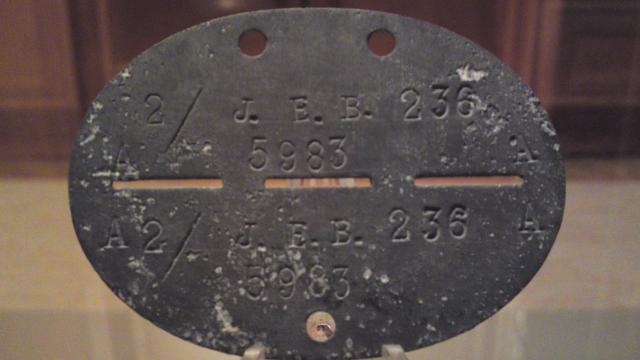 2/ J. E. B. 236
A 5983 A
A 2/ J. E. B. 236 A
5983